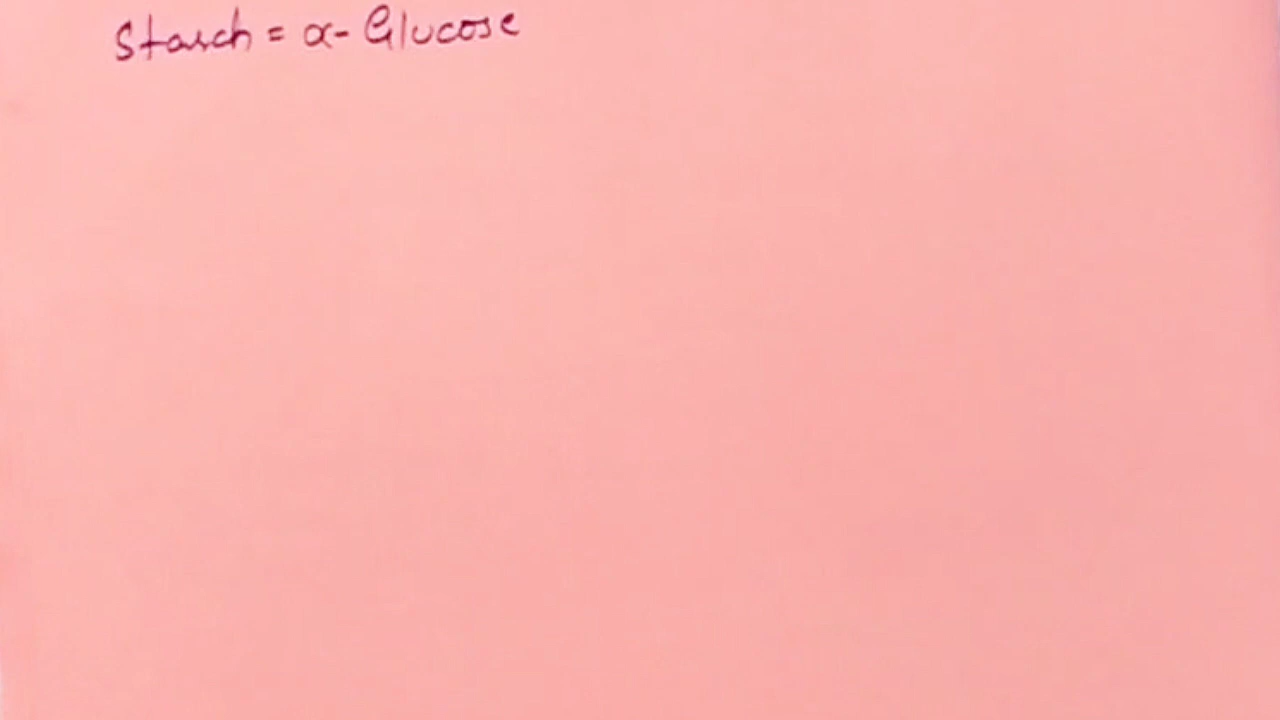 Starch = α- Glucose